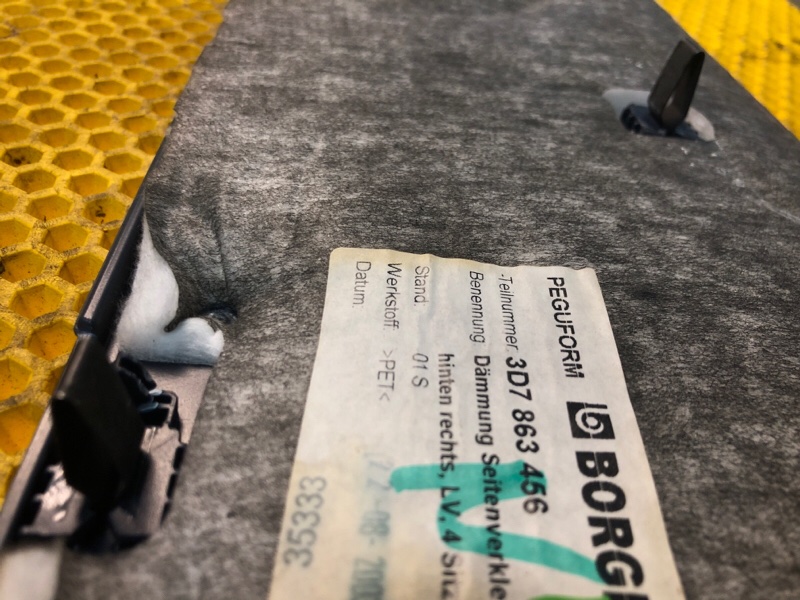 PEGUFORM BORG
Teilnummer. 3D7 863 456
Benennung Dämmung Seitenverkle
hinten rechts, LV, 4 Sitz
Stand. 01 S
Werkstoff >PET<
Datum.
35333